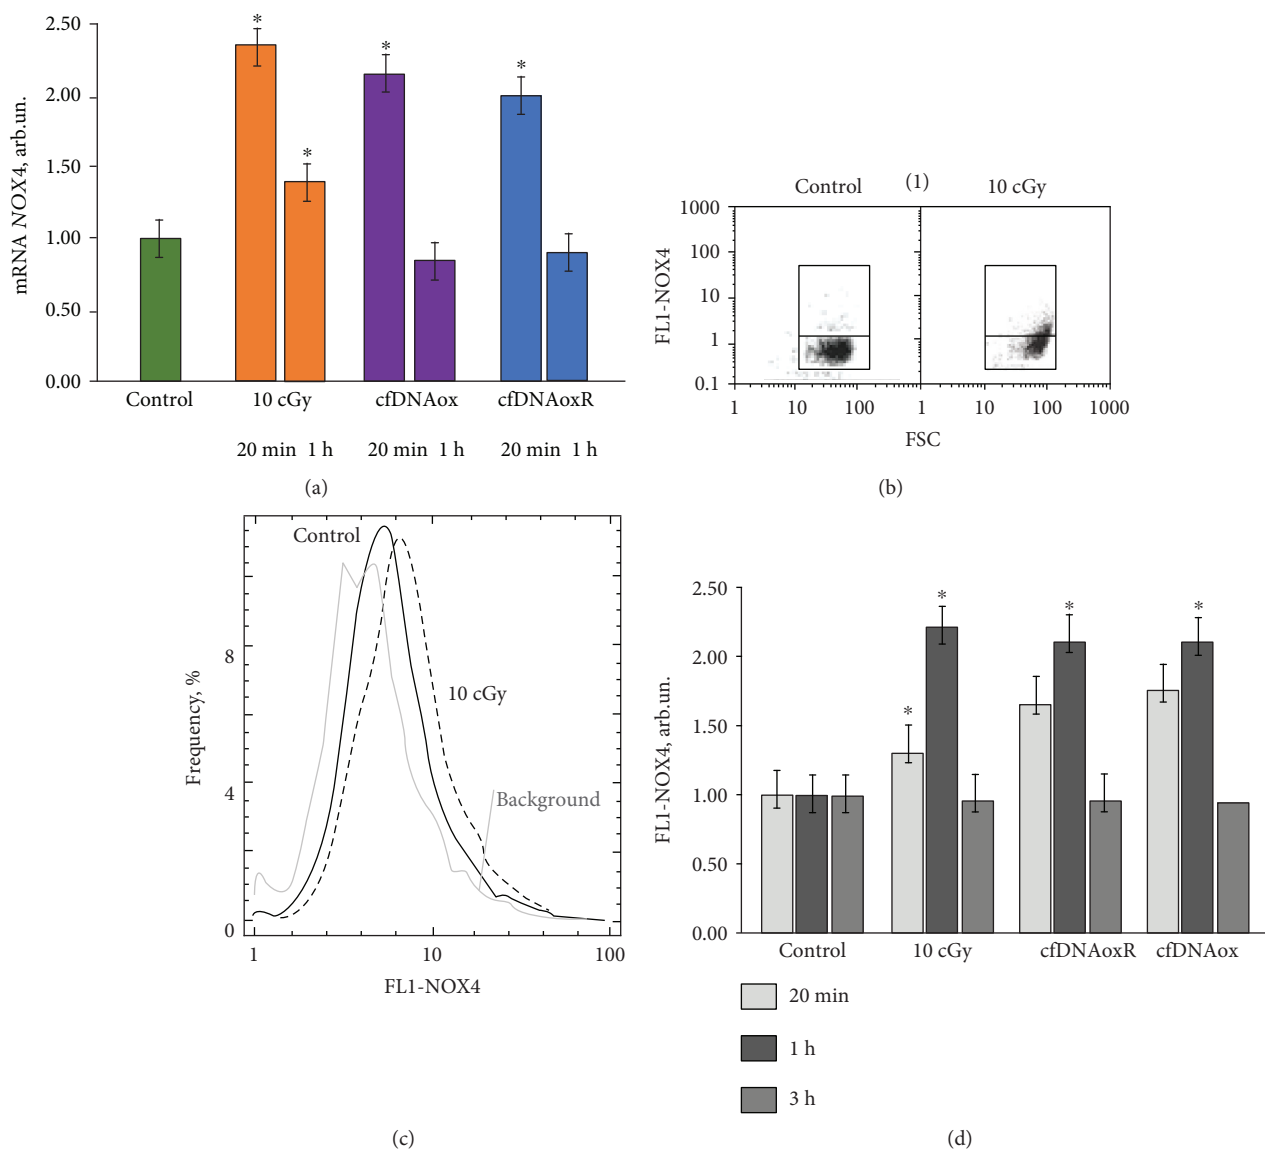 mRNA NOX4, arb.un.
2.50
2.00
1.50
1.00
0.50
0.00
*
*
*
*
Control
10 cGy
cfDNAox
cfDNAoxR
20 min 1 h
20 min 1 h
20 min 1 h
(a)
Control
(1)
10 cGy
FL1-NOX4
1000
100
10
1
0.1
1
10
100
1
10
100
1000
FSC
(b)
Control
10 cGy
Background
Frequency, %
8
4
0
1
10
100
FL1-NOX4
(c)
FL1-NOX4, arb.un.
2.50
2.00
1.50
1.00
0.50
0.00
*
*
*
*
Control
10 cGy
cfDNAoxR
cfDNAox
20 min
1 h
3 h
(d)